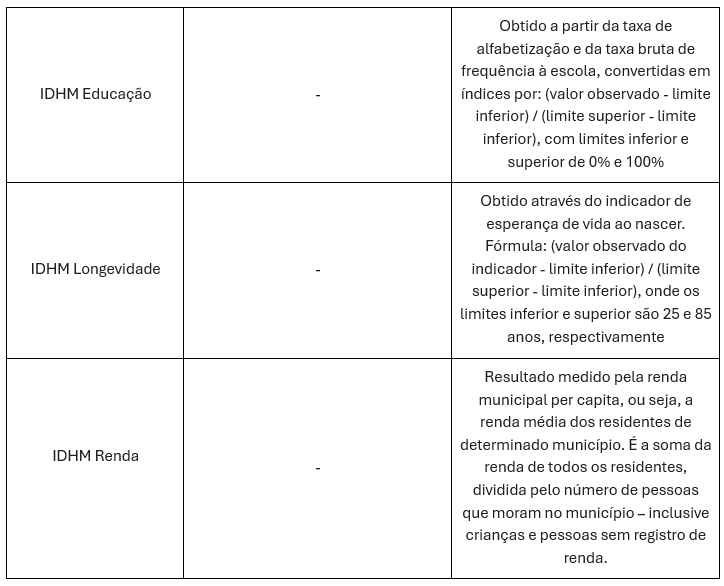 IDHM Educação
-
Obtido a partir da taxa de
alfabetização e da taxa bruta de
frequência à escola, convertidas em
índices por: (valor observado - limite
inferior) / (limite superior - limite
inferior), com limites inferior e
superior de 0% e 100%
IDHM Longevidade
-
Obtido através do indicador de
esperança de vida ao nascer.
Fórmula: (valor observado do
indicador - limite inferior) / (limite
superior - limite inferior), onde os
limites inferior e superior são 25 e 85
anos, respectivamente
IDHM Renda
-
Resultado medido pela renda
municipal per capita, ou seja, a
renda média dos residentes de
determinado município. É a soma da
renda de todos os residentes,
dividida pelo número de pessoas
que moram no município – inclusive
crianças e pessoas sem registro de
renda.